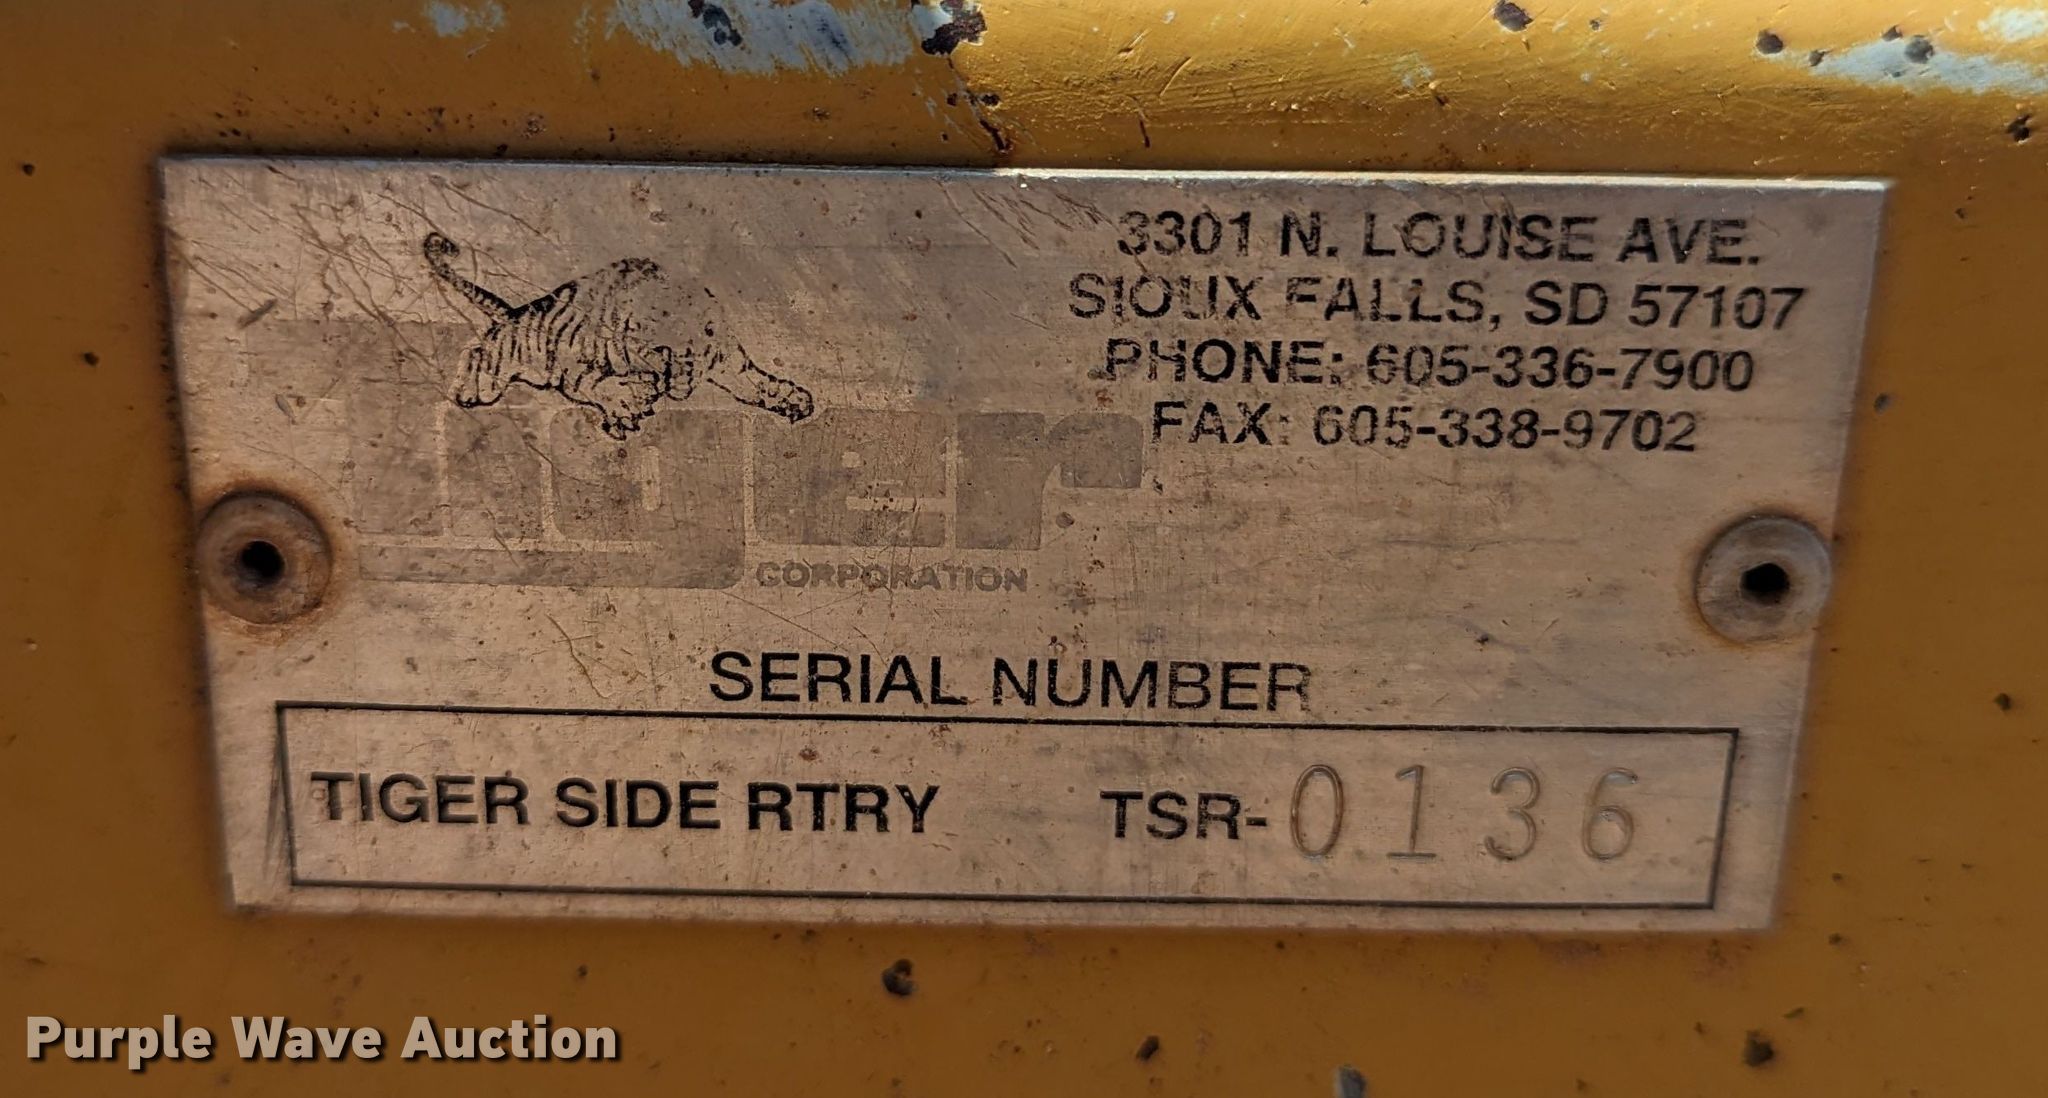 3301 N. LOUISE AVE.
SIOUX FALLS, SD 57107
PHONE: 605-336-7900
FAX: 605-338-9702
Tiger
CORPORATION
SERIAL NUMBER
TIGER SIDE RTRY TSR-0136
Purple Wave Auction